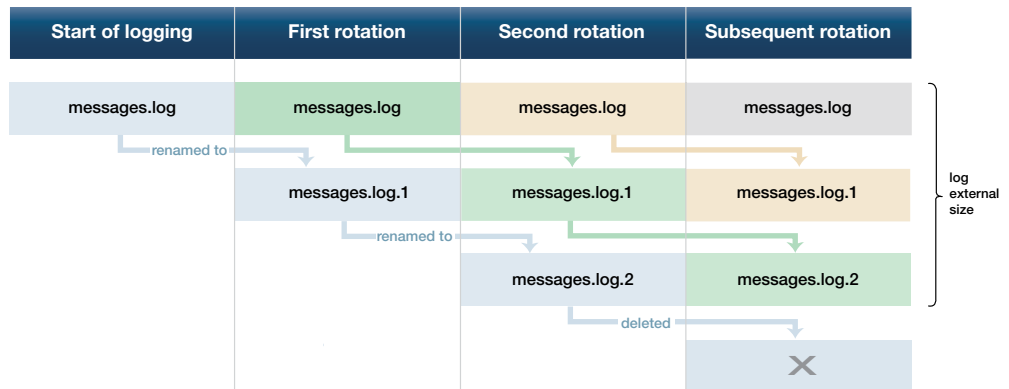 Start of logging
First rotation
Second rotation
Subsequent rotation
messages.log
messages.log
messages.log
messages.log
renamed to
messages.log.1
messages.log.1
messages.log.1
log
external
size
renamed to
messages.log.2
messages.log.2
deleted
X